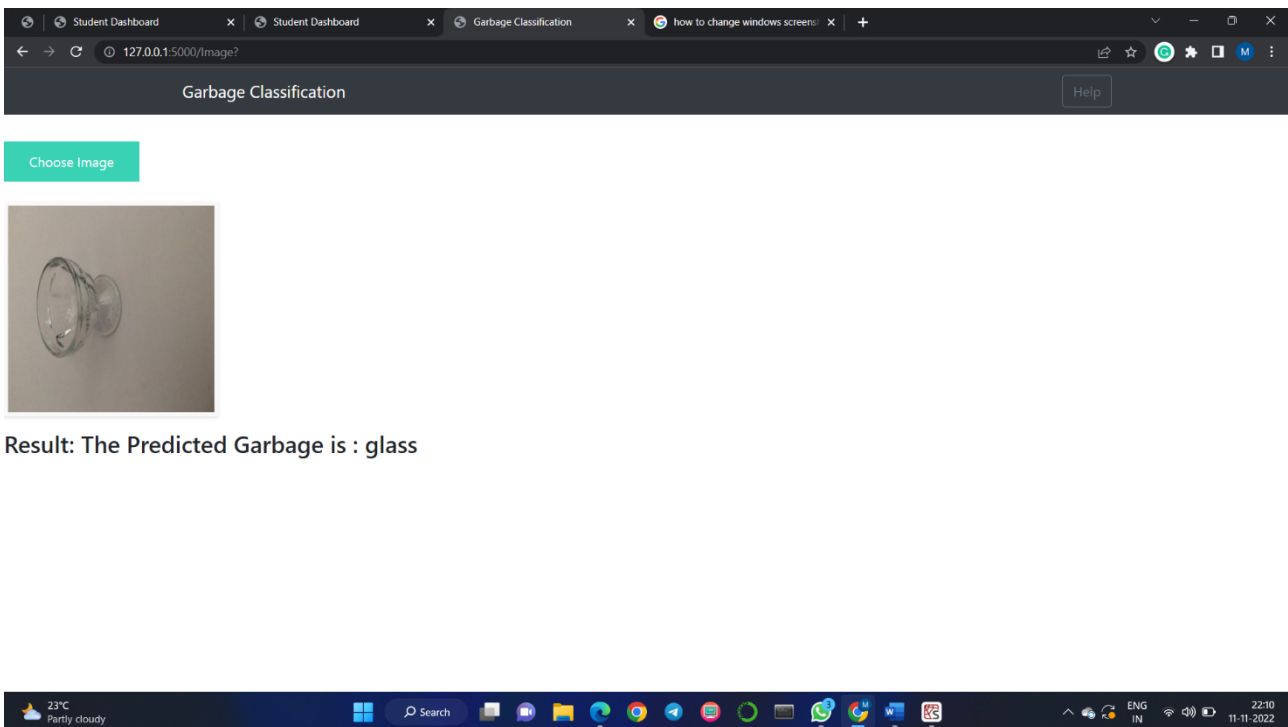 Student Dashboard
Student Dashboard
Garbage Classification
how to change windows screens
127.0.0.1:5000/Image?
M
Garbage Classification
Help
Choose Image
Result: The Predicted Garbage is : glass
23°C
Partly cloudy
Search
3
M
W
ENG
IN
22:10
11-11-2022